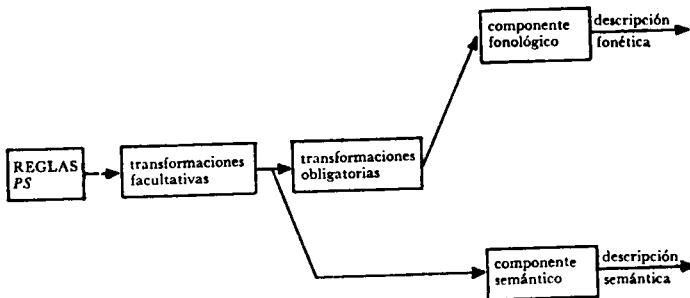 componente
fonológico
descripción
fonética
REGLAS
PS
transformaciones
facultativas
transformaciones
obligatorias
componente
semántico
descripción
semántica